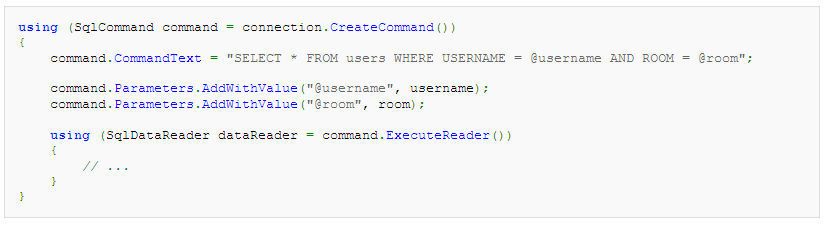 using (SqlCommand command = connection.CreateCommand())
{
    command.CommandText = "SELECT * FROM users WHERE USERNAME = @username AND ROOM = @room";
    command.Parameters.AddWithValue("@username", username);
    command.Parameters.AddWithValue("@room", room);
    using (SqlDataReader dataReader = command.ExecuteReader())
    {
        // ...
    }
}